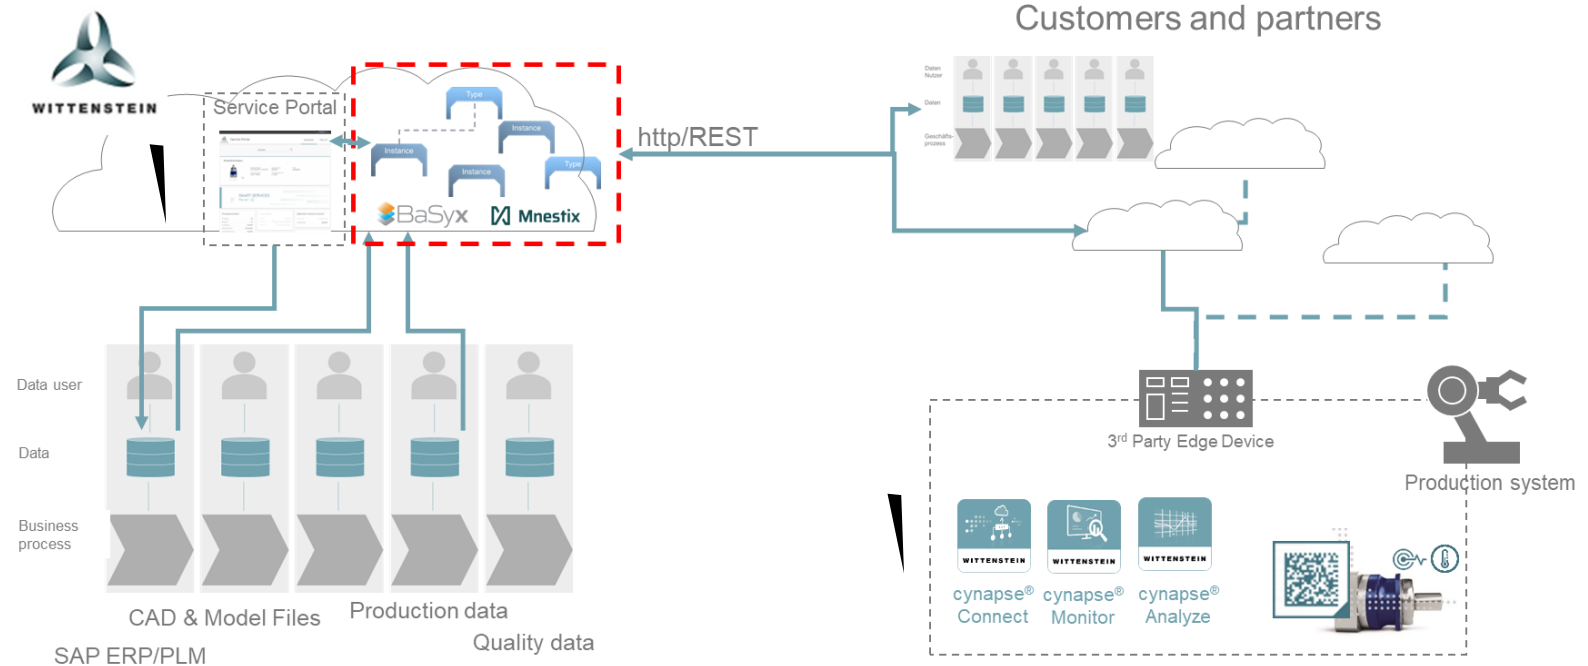 Customers and partners
WITTENSTEIN
Service Portal
Type
Instance
Instance
Instance
Type
BaSyx
Mnestix
http/REST
Daten
Nutzer
Daten
Geschäfts-
prozess
Data user
Data
Business
process
CAD & Model Files
Production data
Quality data
SAP ERP/PLM
3rd Party Edge Device
Production system
WITTENSTEIN
WITTENSTEIN
WITTENSTEIN
cynapse®
Connect
cynapse®
Monitor
cynapse®
Analyze